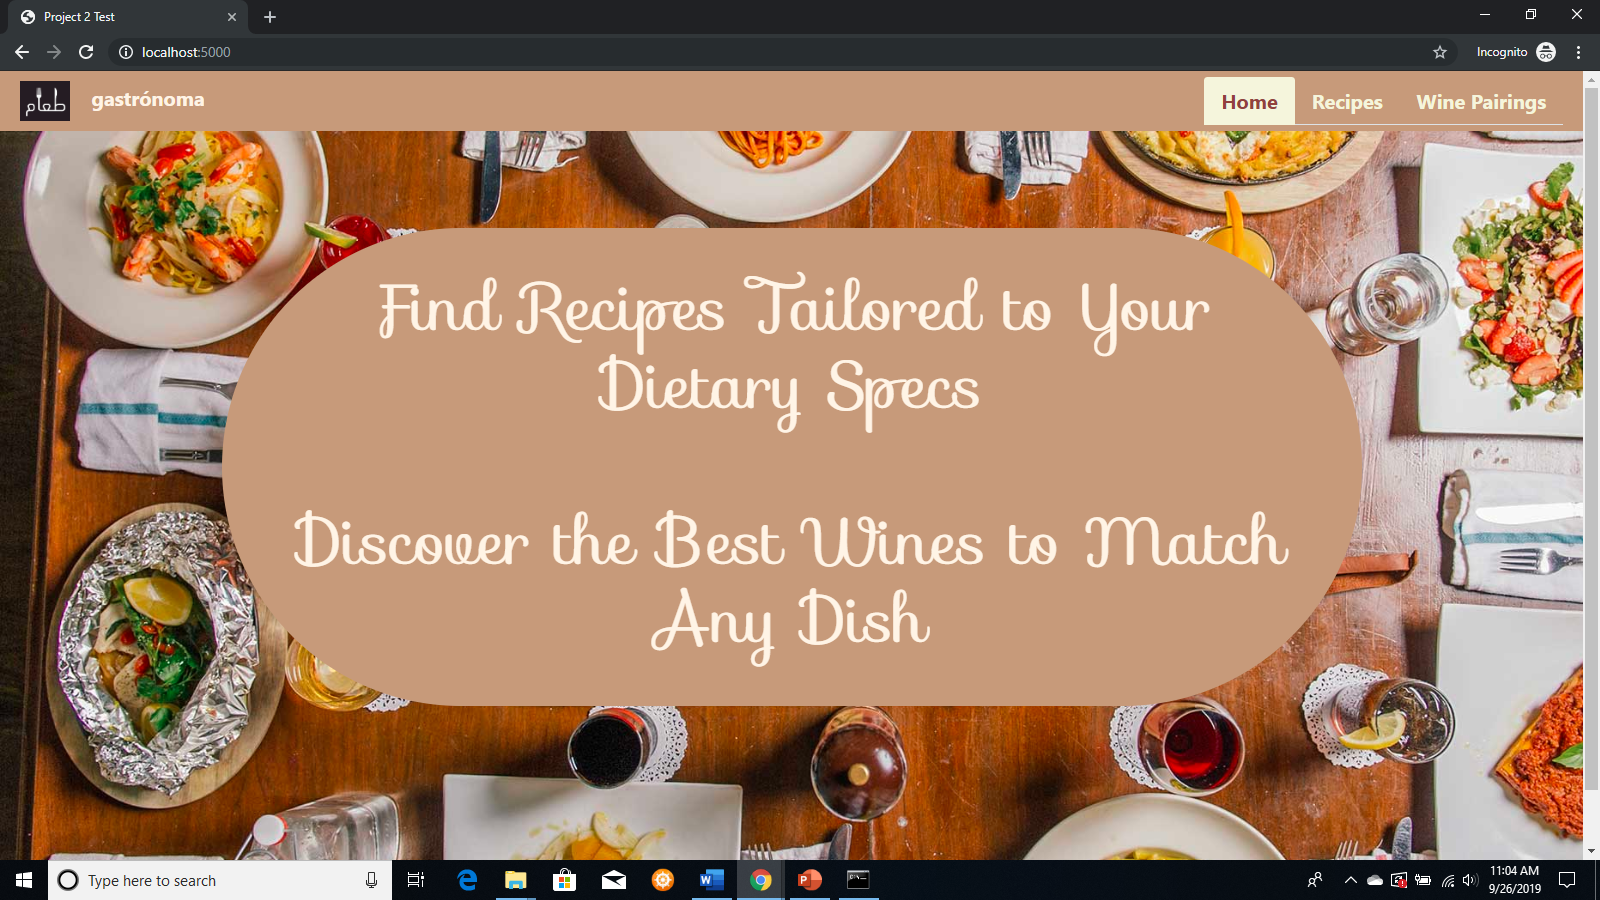 Project 2 Test
localhost:5000
Incognito
طعام
gastrónoma
Home
Recipes
Wine Pairings
Find Recipes Tailored to Your
Dietary Specs
Discover the Best Wines to Match
Any Dish
Type here to search
11:04 AM
9/26/2019